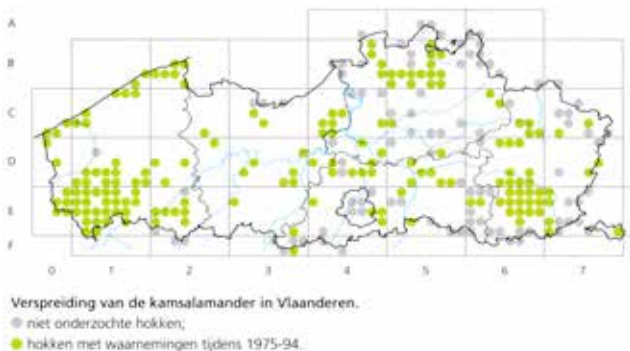 A
B
C
D
E
F
0 1 2 3 4 5 6 7
Verspreiding van de kamsalamander in Vlaanderen.
niet onderzochte hokken;
hokken met waarnemingen tijdens 1975-94.